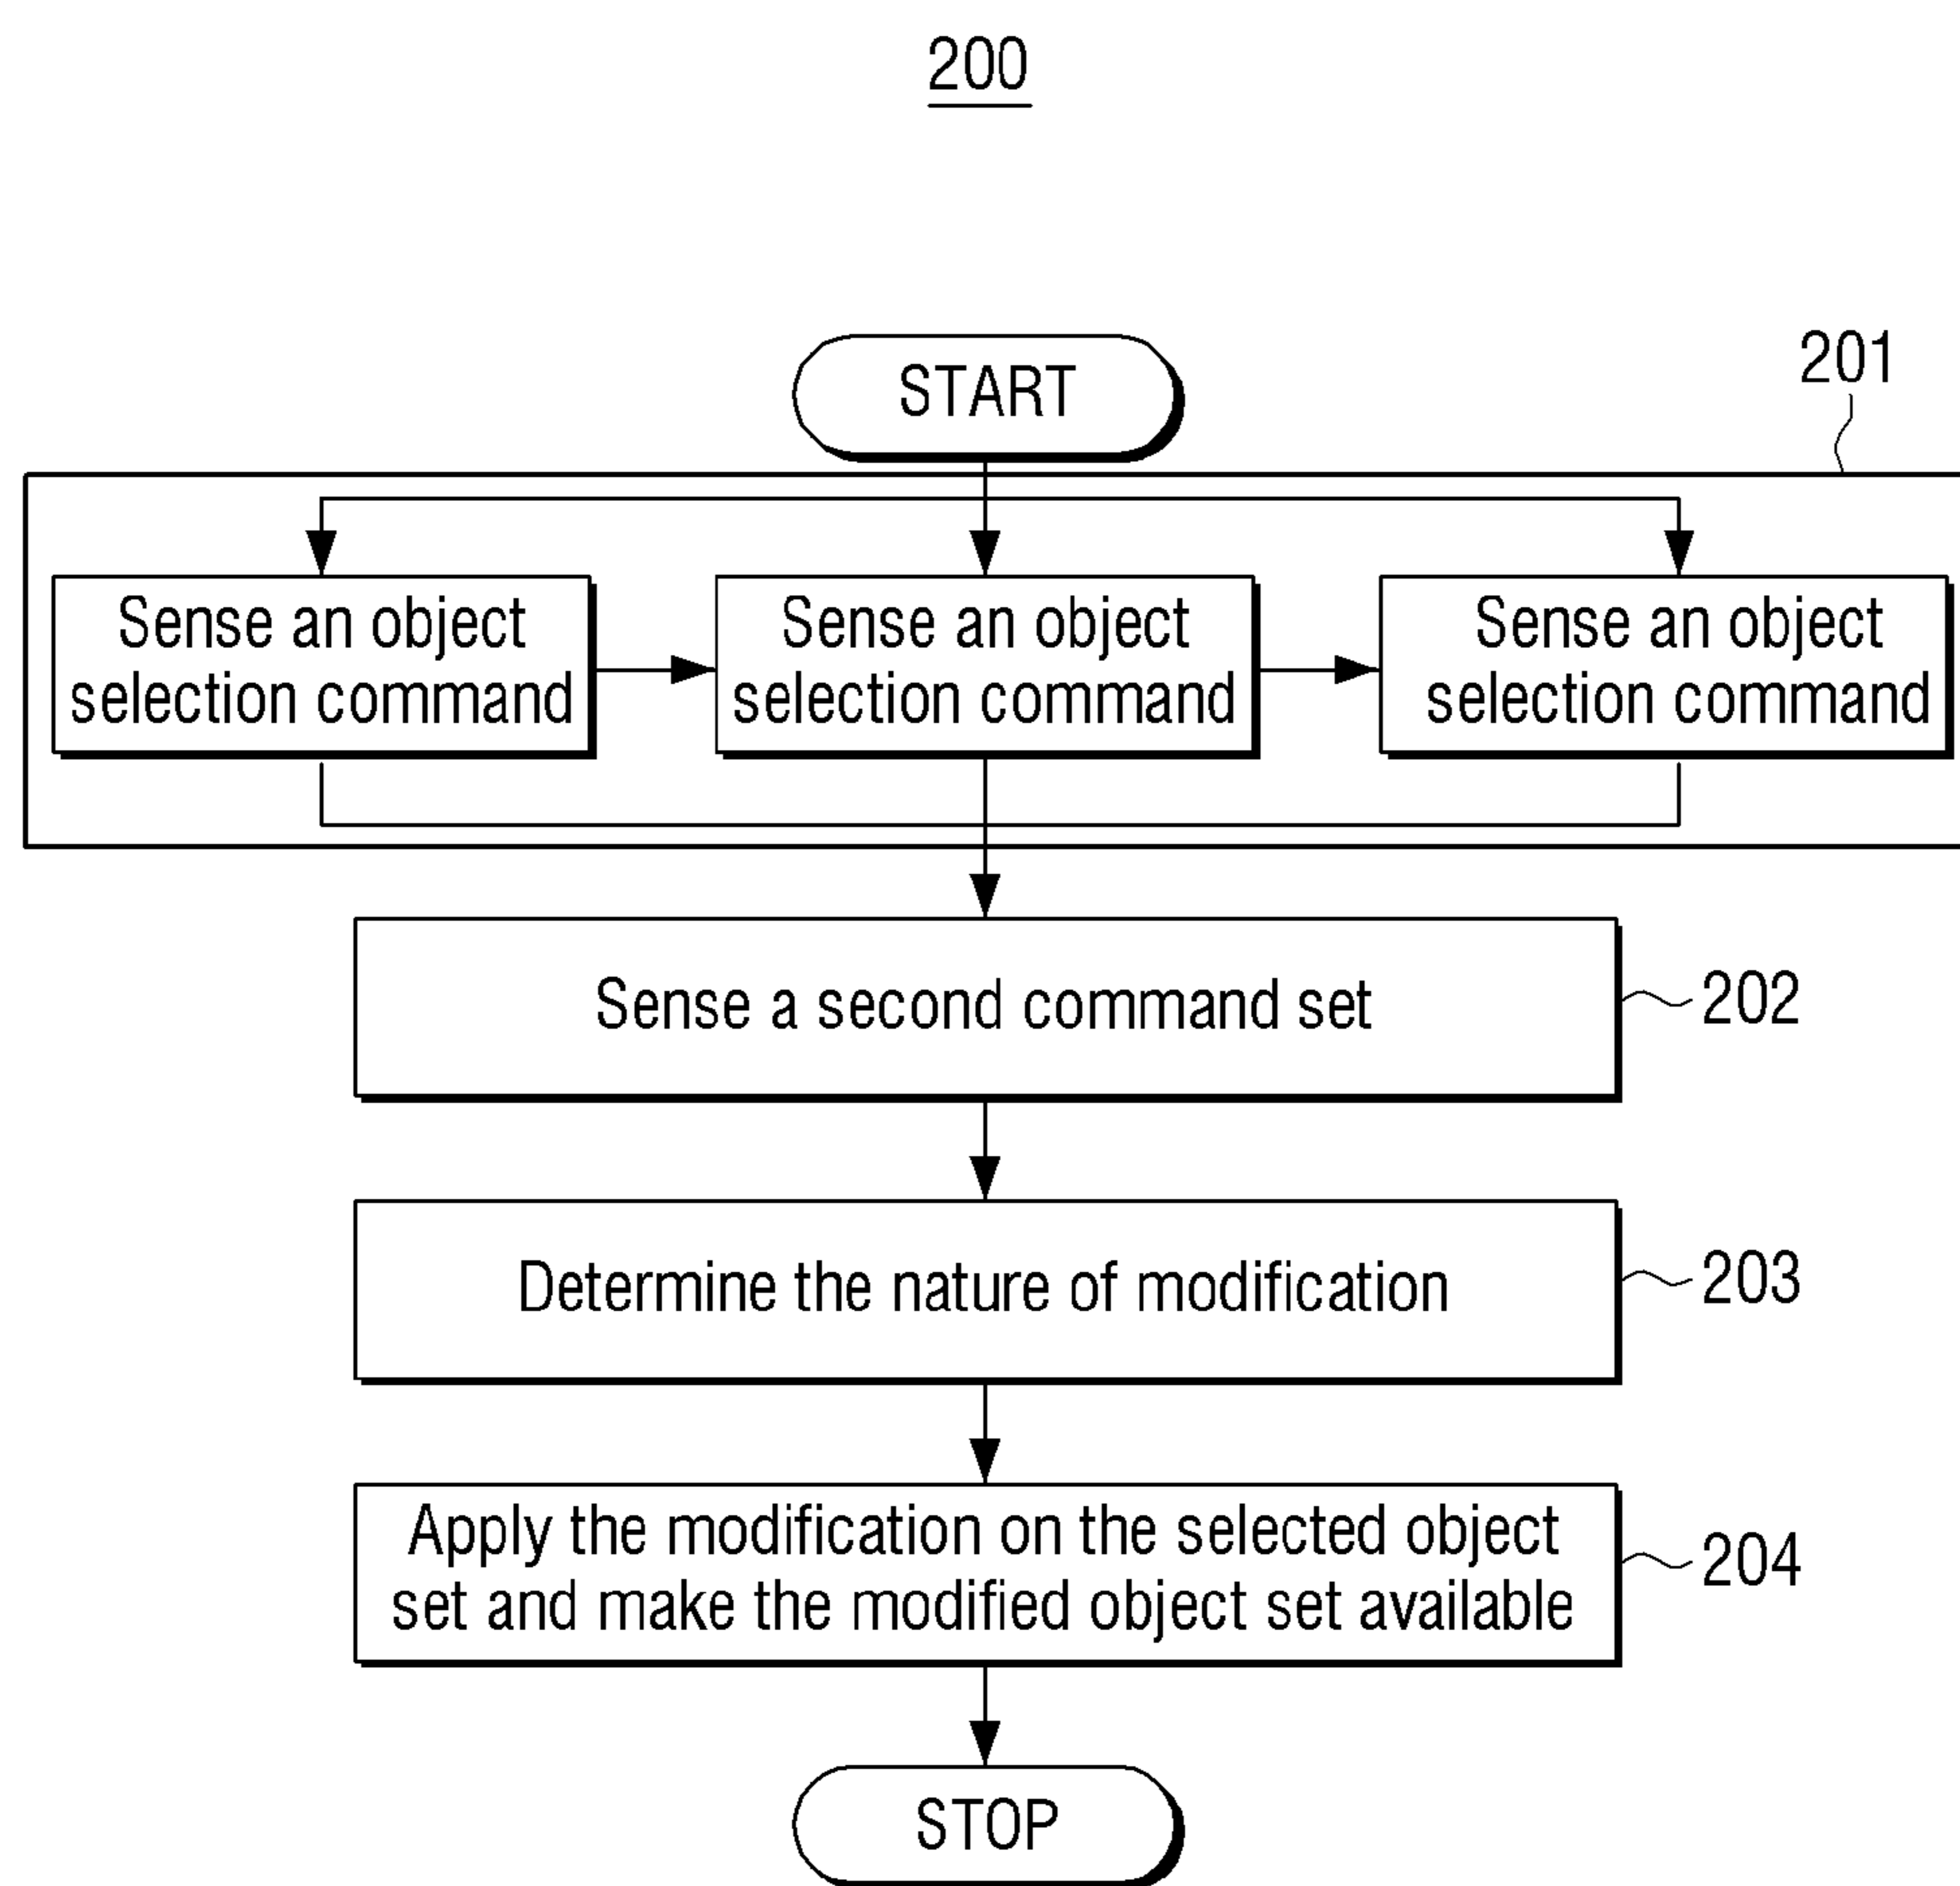 200
START
201
Sense an object
selection command
Sense an object
selection command
Sense an object
selection command
Sense a second command set
202
Determine the nature of modification
203
Apply the modification on the selected object
set and make the modified object set available
204
STOP